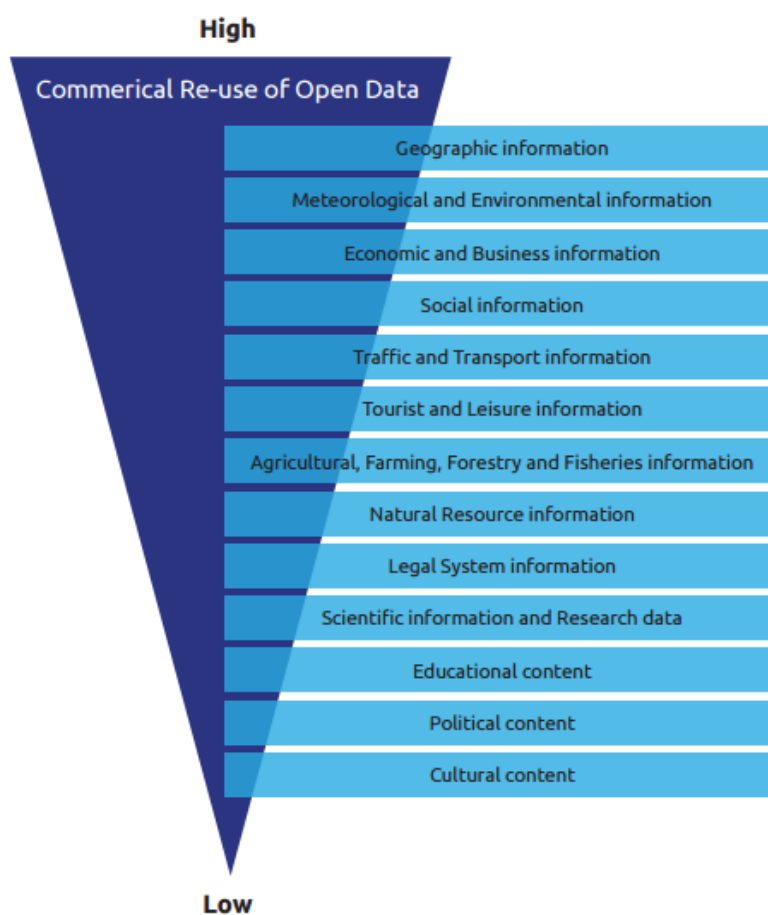 High
Commerical Re-use of Open Data
Geographic information
Meteorological and Environmental information
Economic and Business information
Social information
Traffic and Transport information
Tourist and Leisure information
Agricultural, Farming, Forestry and Fisheries information
Natural Resource information
Legal System information
Scientific information and Research data
Educational content
Political content
Cultural content
Low